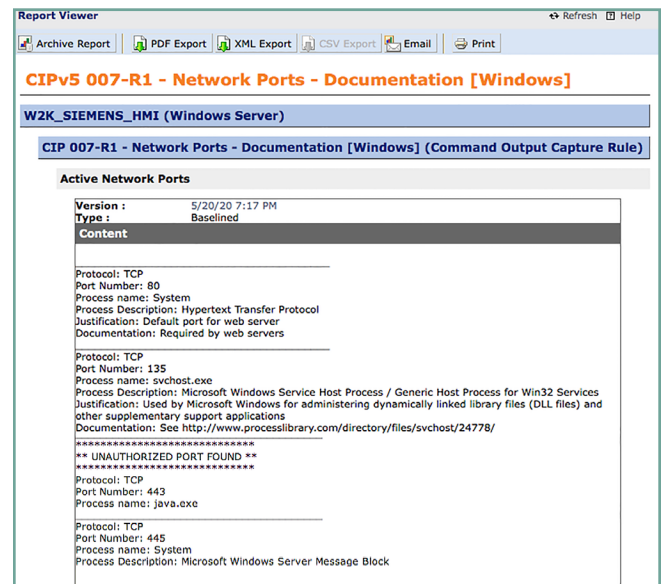 Report Viewer
Refresh ? Help
Archive Report PDF Export XML Export CSV Export Email Print
CIPv5 007-R1 - Network Ports - Documentation [Windows]
W2K_SIEMENS_HMI (Windows Server)
CIP 007-R1 - Network Ports - Documentation [Windows] (Command Output Capture Rule)
Active Network Ports
Version : 5/20/20 7:17 PM
Type : Baselined
Content
Protocol: TCP
Port Number: 80
Process name: System
Process Description: Hypertext Transfer Protocol
Justification: Default port for web server
Documentation: Required by web servers
Protocol: TCP
Port Number: 135
Process name: svchost.exe
Process Description: Microsoft Windows Service Host Process / Generic Host Process for Win32 Services
Justification: Used by Microsoft Windows for administering dynamically linked library files (DLL files) and
other supplementary support applications
Documentation: See http://www.processlibrary.com/directory/files/svchost/24778/
*****************************
** UNAUTHORIZED PORT FOUND **
*****************************
Protocol: TCP
Port Number: 443
Process name: java.exe
Protocol: TCP
Port Number: 445
Process name: System
Process Description: Microsoft Windows Server Message Block